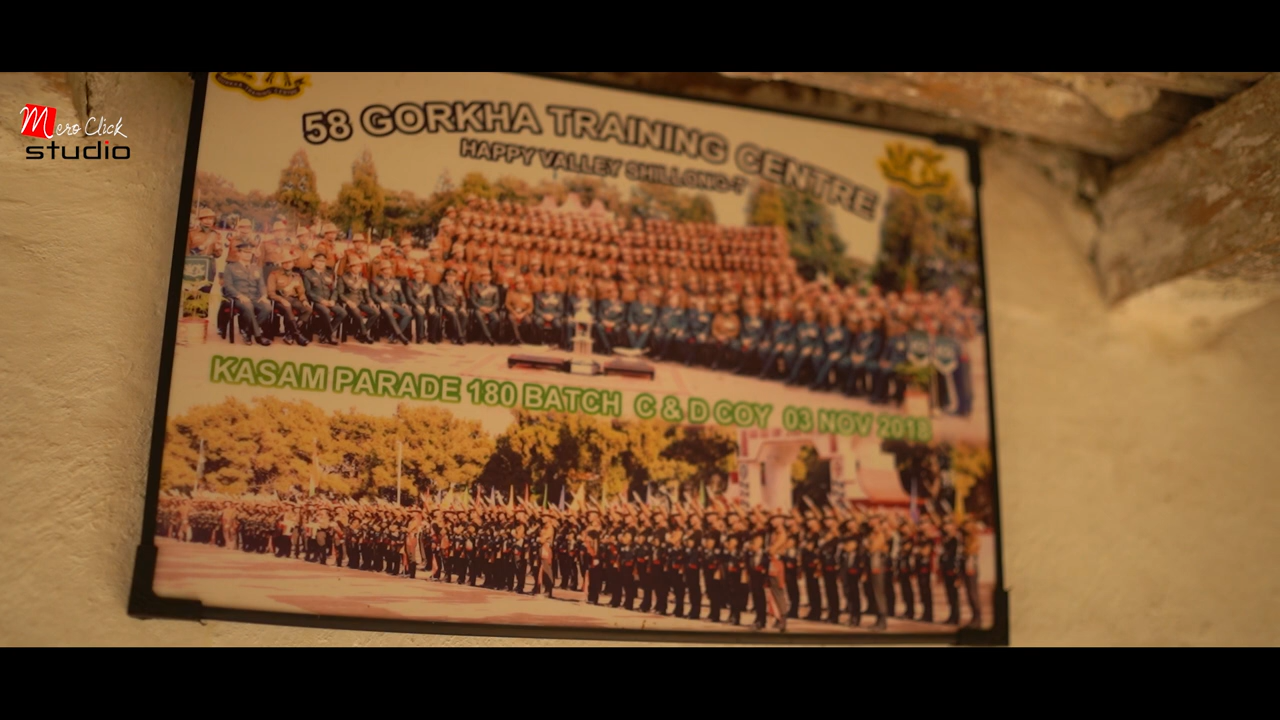 Mero Click
studio
58 GORKHA TRAINING CENTRE
HAPPY VALLEY SHILLONG-7
KASAM PARADE 180 BATCH C & D COY 03 NOV 2018